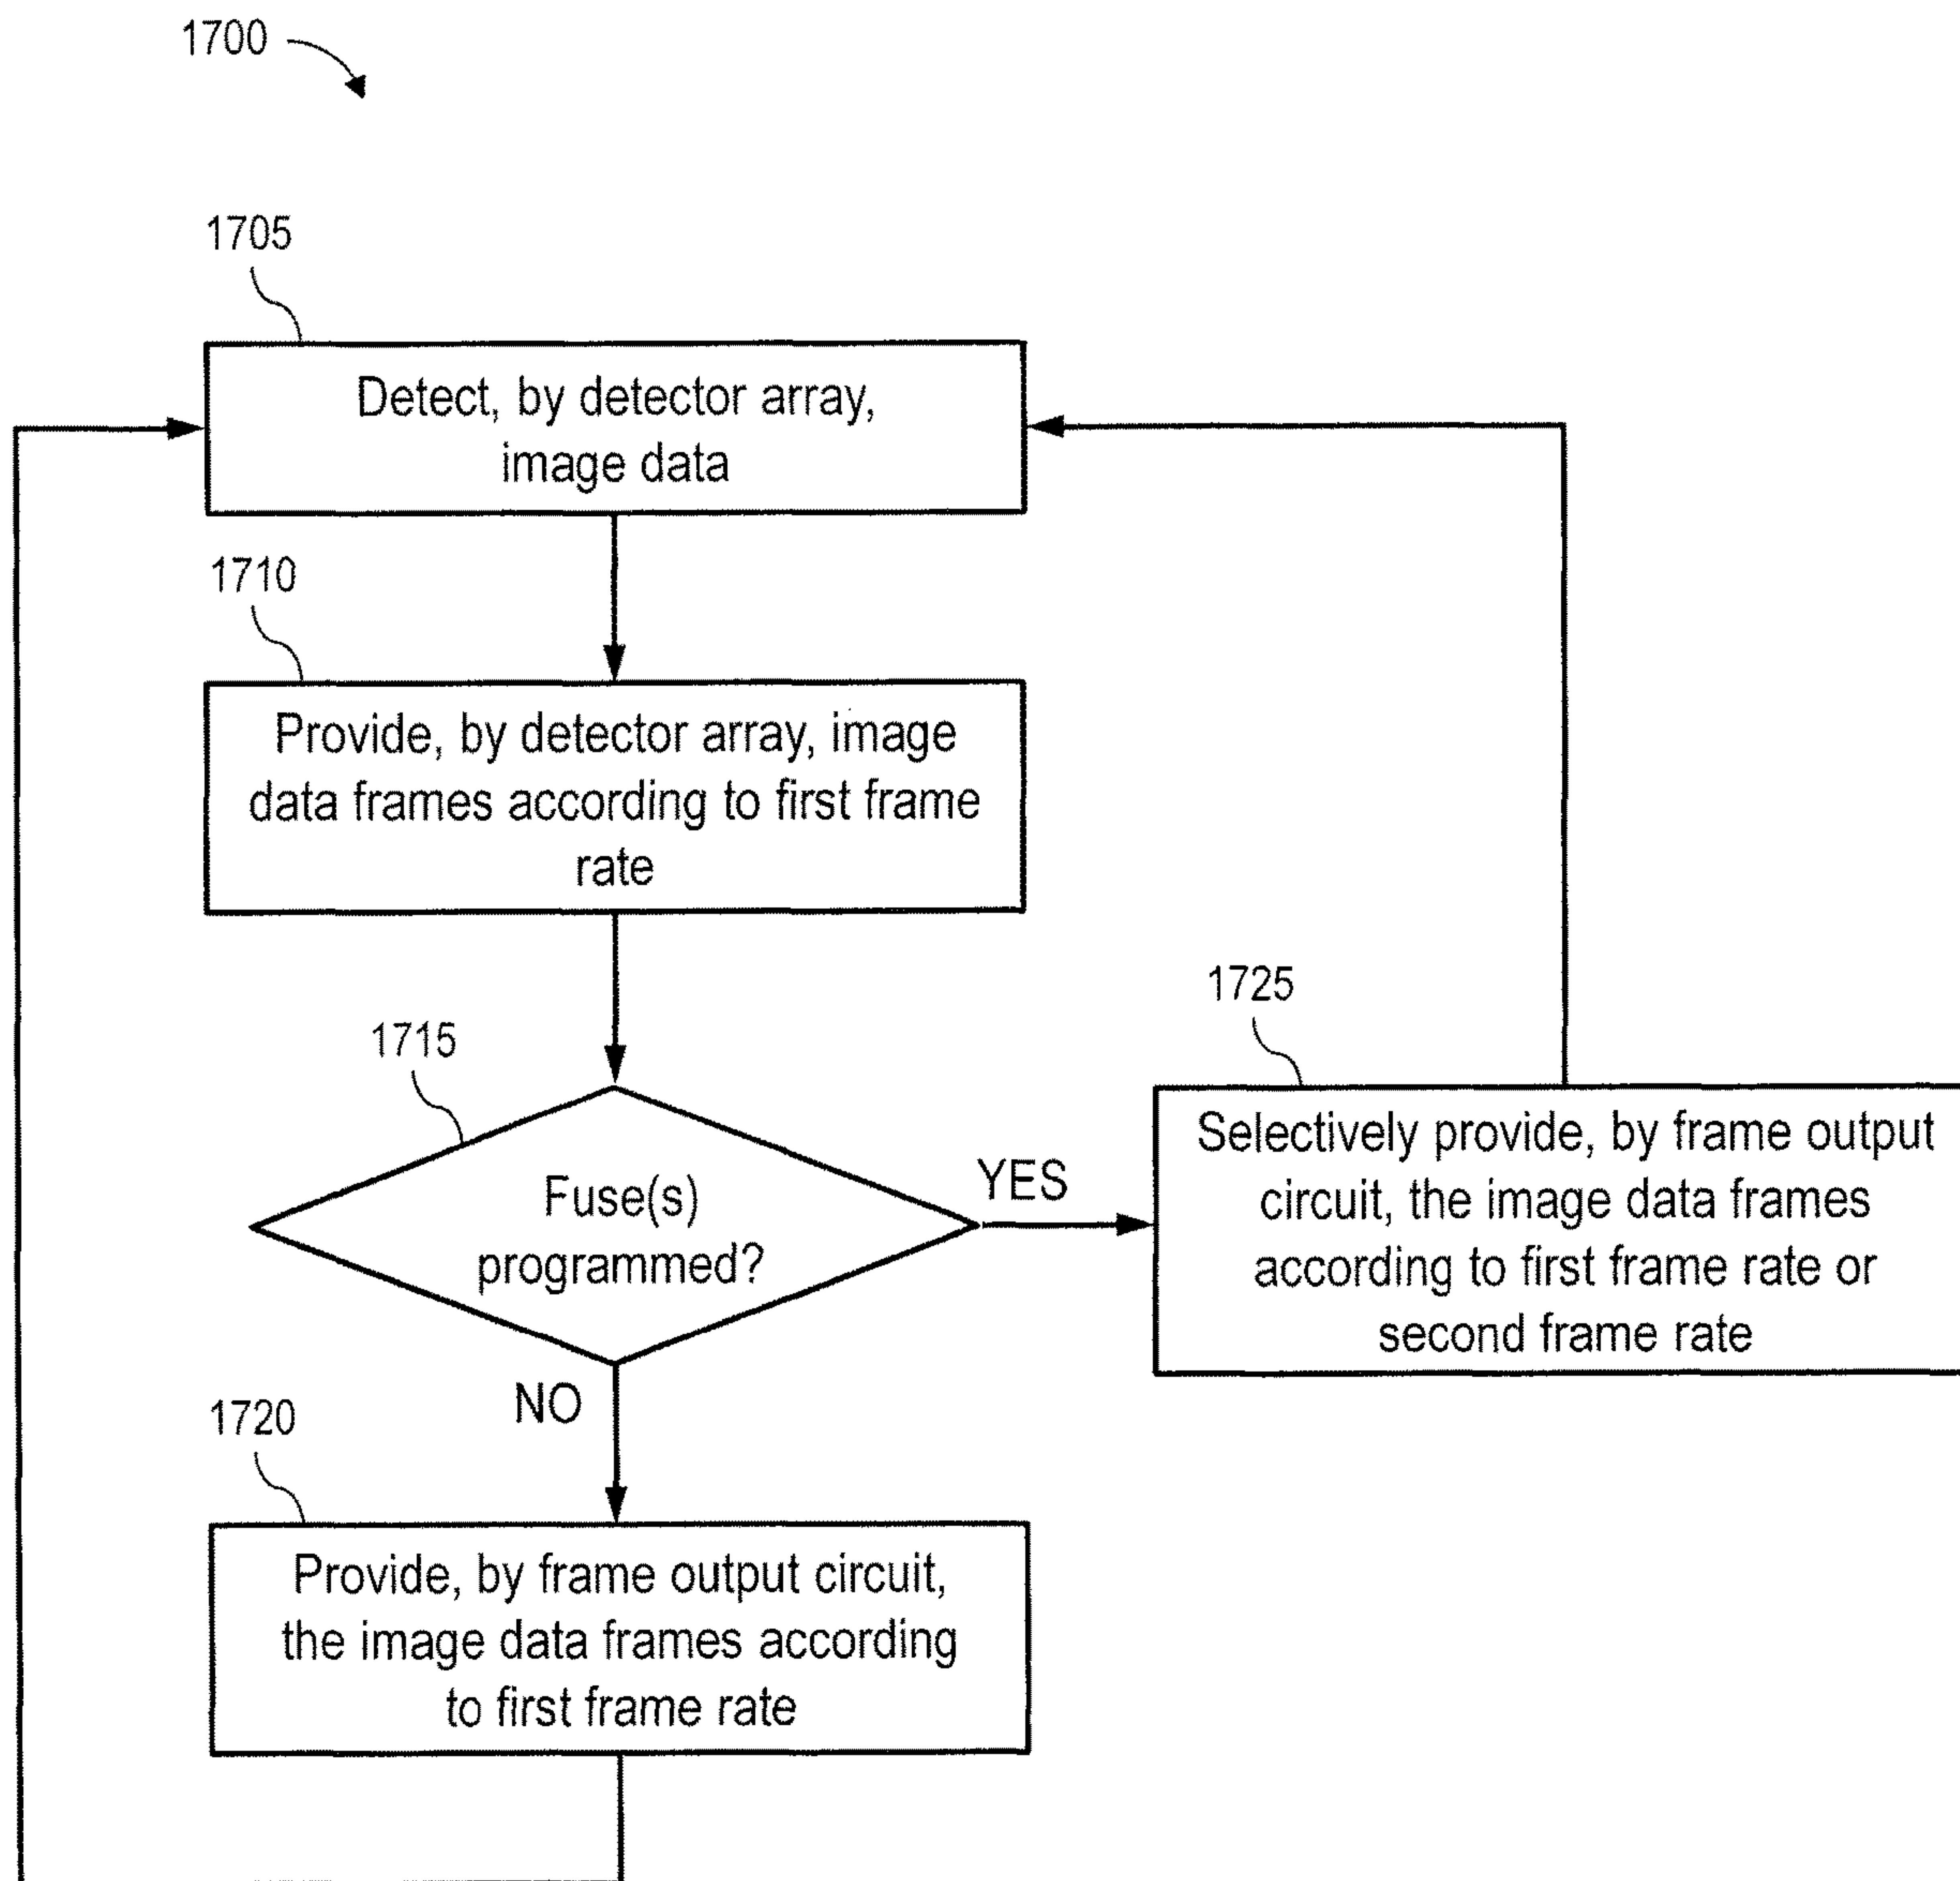 1700
1705
Detect, by detector array,
image data
1710
Provide, by detector array, image
data frames according to first frame
rate
1715
Fuse(s)
programmed?
YES
1725
Selectively provide, by frame output
circuit, the image data frames
according to first frame rate or
second frame rate
NO
1720
Provide, by frame output circuit,
the image data frames according
to first frame rate